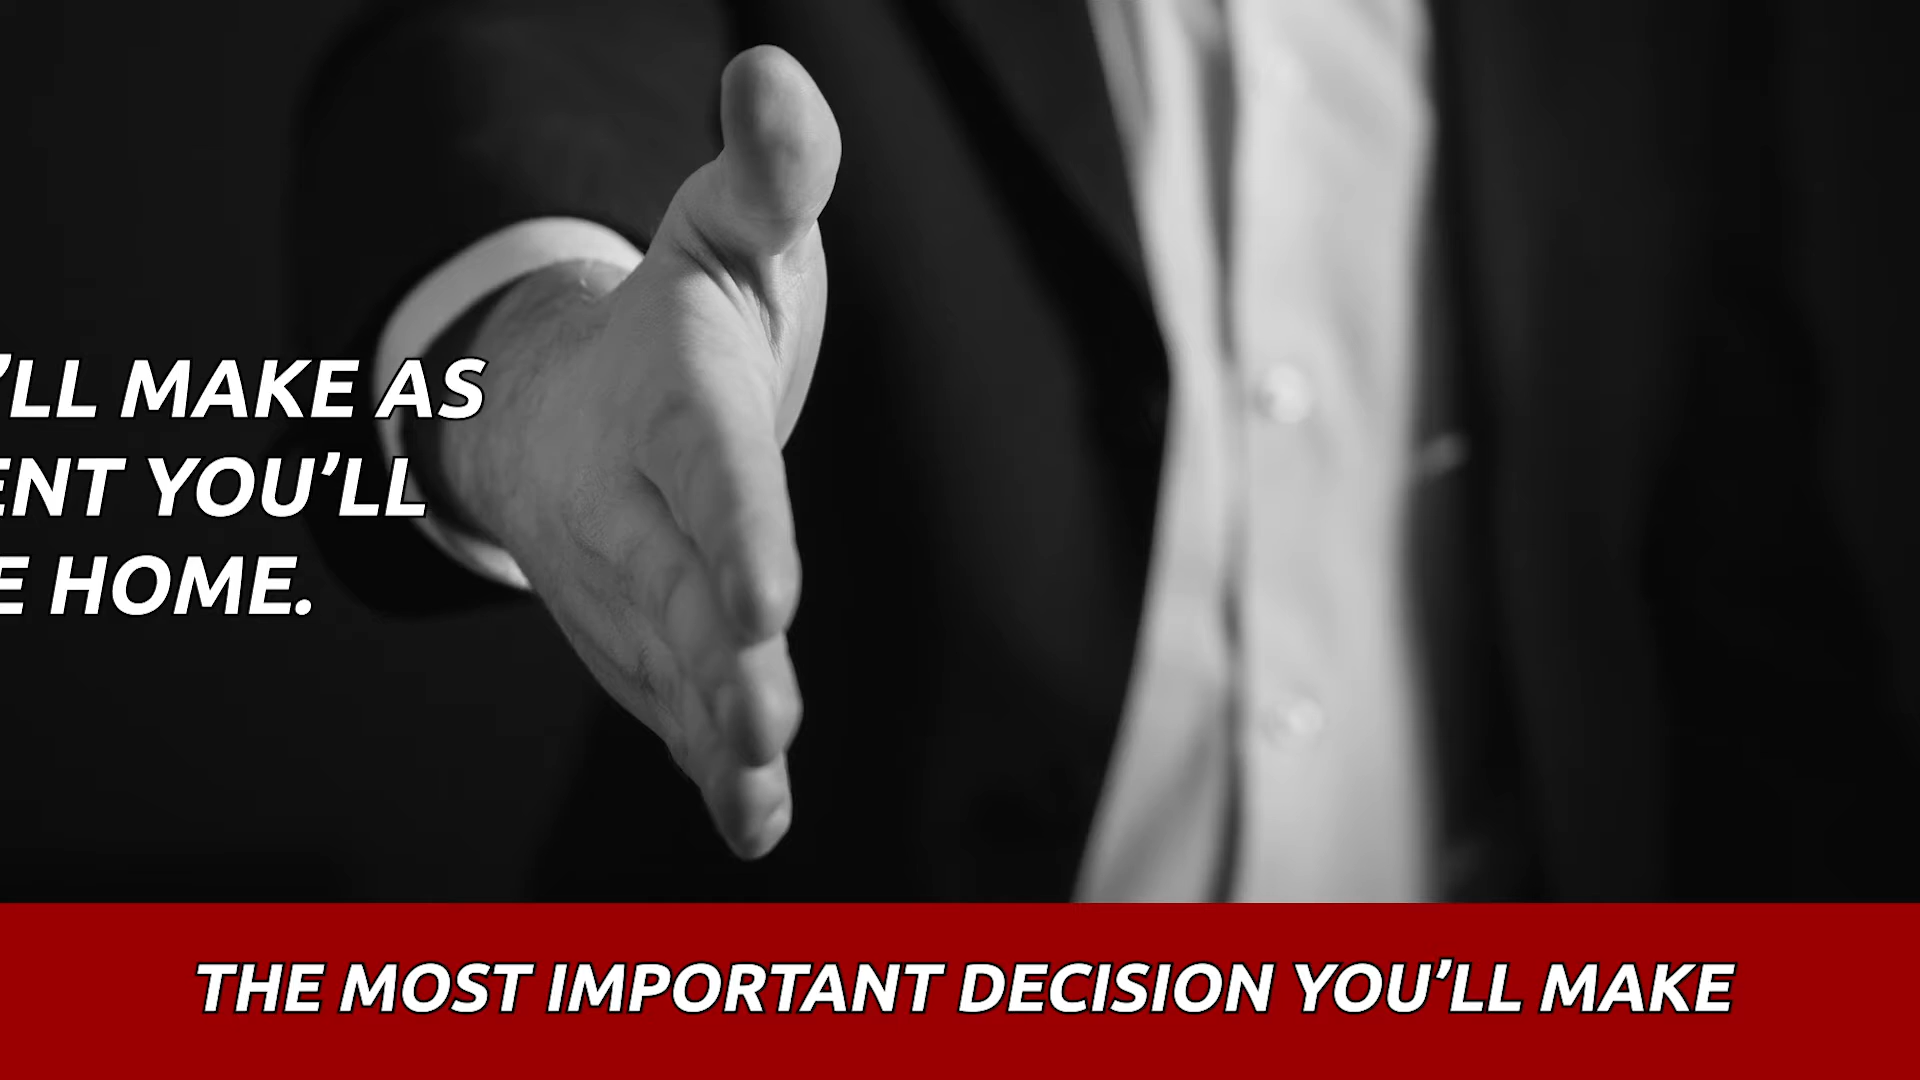 ’LL MAKE AS
ENT YOU’LL
E HOME.
THE MOST IMPORTANT DECISION YOU’LL MAKE